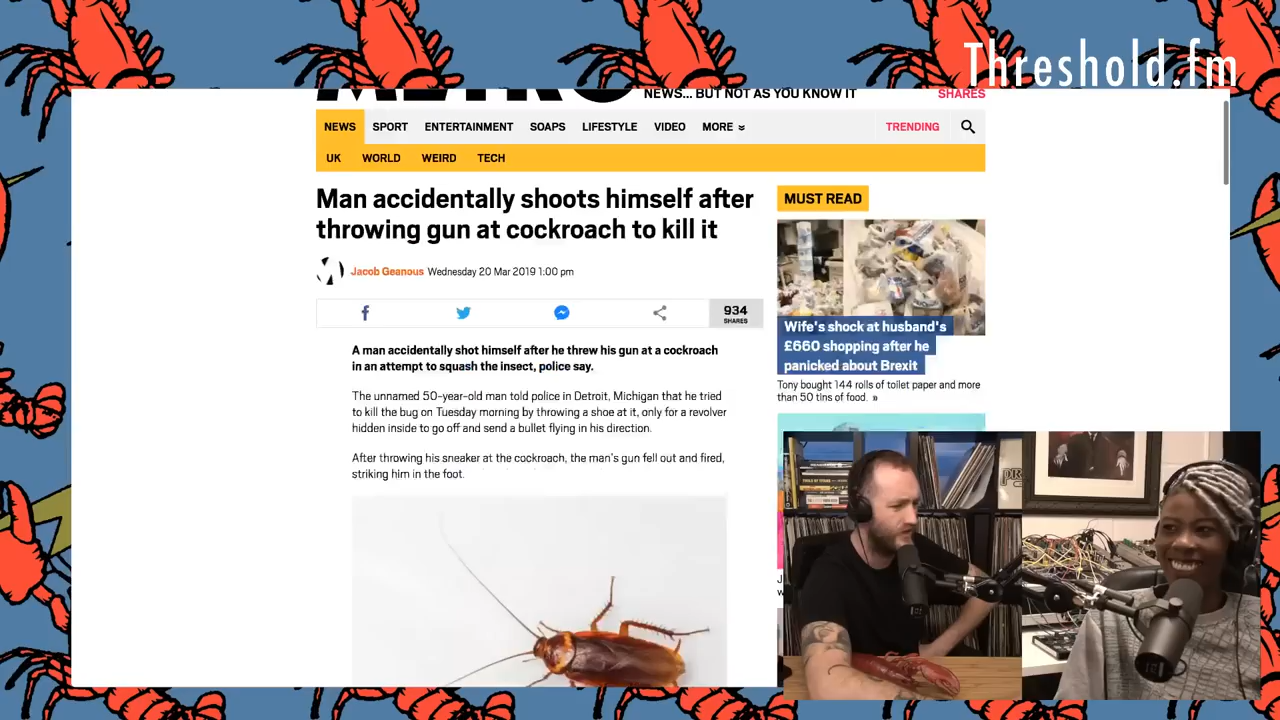 Threshold.fm
NEWS... BUT NOT AS YOU KNOW IT
SHARES
NEWS SPORT ENTERTAINMENT SOAPS LIFESTYLE VIDEO MORE TRENDING
UK WORLD WEIRD TECH
Man accidentally shoots himself after
throwing gun at cockroach to kill it
Jacob Geanous Wednesday 20 Mar 2019 1:00 pm
934
SHARES
A man accidentally shot himself after he threw his gun at a cockroach
in an attempt to squash the insect, police say.
The unnamed 50-year-old man told police in Detroit, Michigan that he tried
to kill the bug on Tuesday morning by throwing a shoe at it, only for a revolver
hidden inside to go off and send a bullet flying in his direction.
After throwing his sneaker at the cockroach, the man's gun fell out and fired,
striking him in the foot.
MUST READ
Wife's shock at husband's
£660 shopping after he
panicked about Brexit
Tony bought 144 rolls of toilet paper and more
than 50 tins of food. »